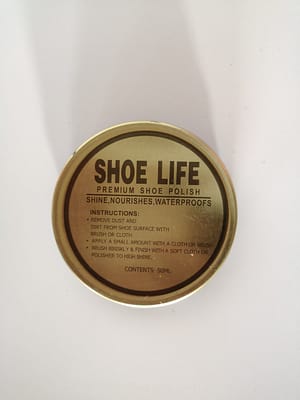 SHOE LIFE
PREMIUM SHOE POLISH
SHINE,NOURISHES,WATERPROOFS
INSTRUCTIONS:
• REMOVE DUST AND
DIRT FROM SHOE SURFACE WITH
BRUSH OR CLOTH
• APPLY A SMALL AMOUNT WITH A CLOTH OR BRUSH
• BRUSH BRISKLY & FINISH WITH A SOFT CLOTH OR
POLISHER TO HIGH SHINE.
CONTENTS 50ML